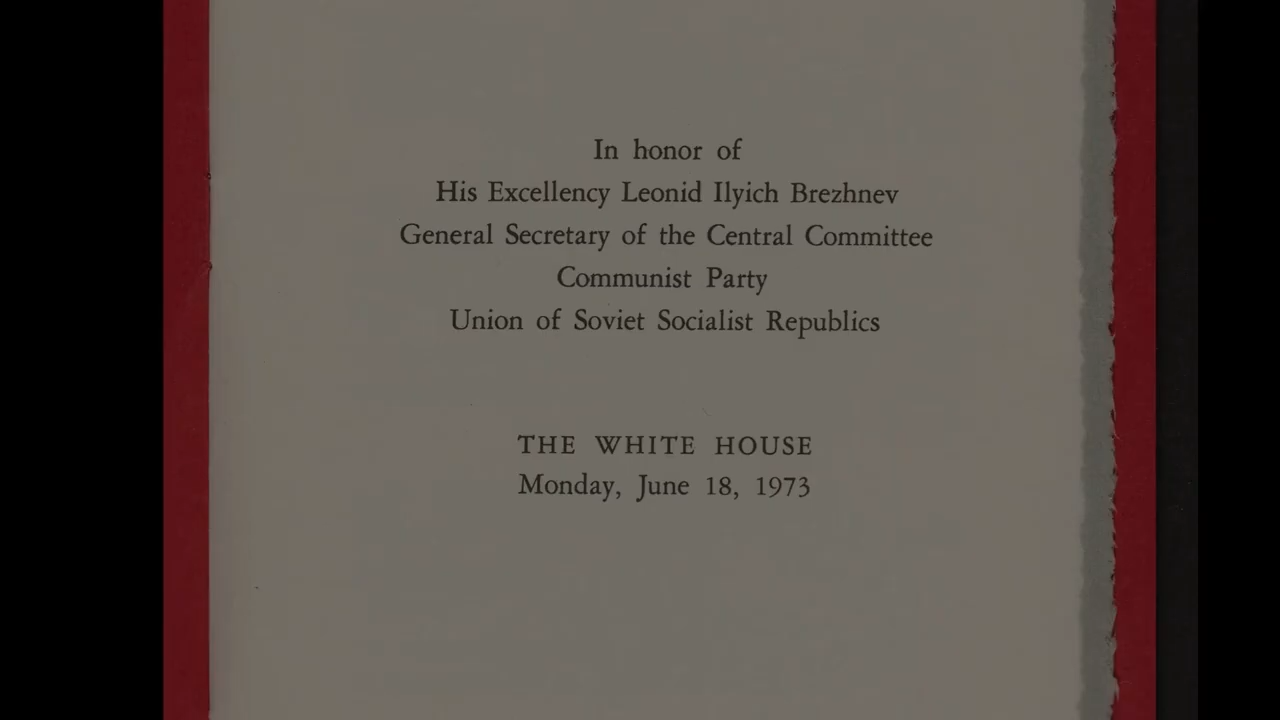 In honor of
His Excellency Leonid Ilyich Brezhnev
General Secretary of the Central Committee
Communist Party
Union of Soviet Socialist Republics
THE WHITE HOUSE
Monday, June 18, 1973